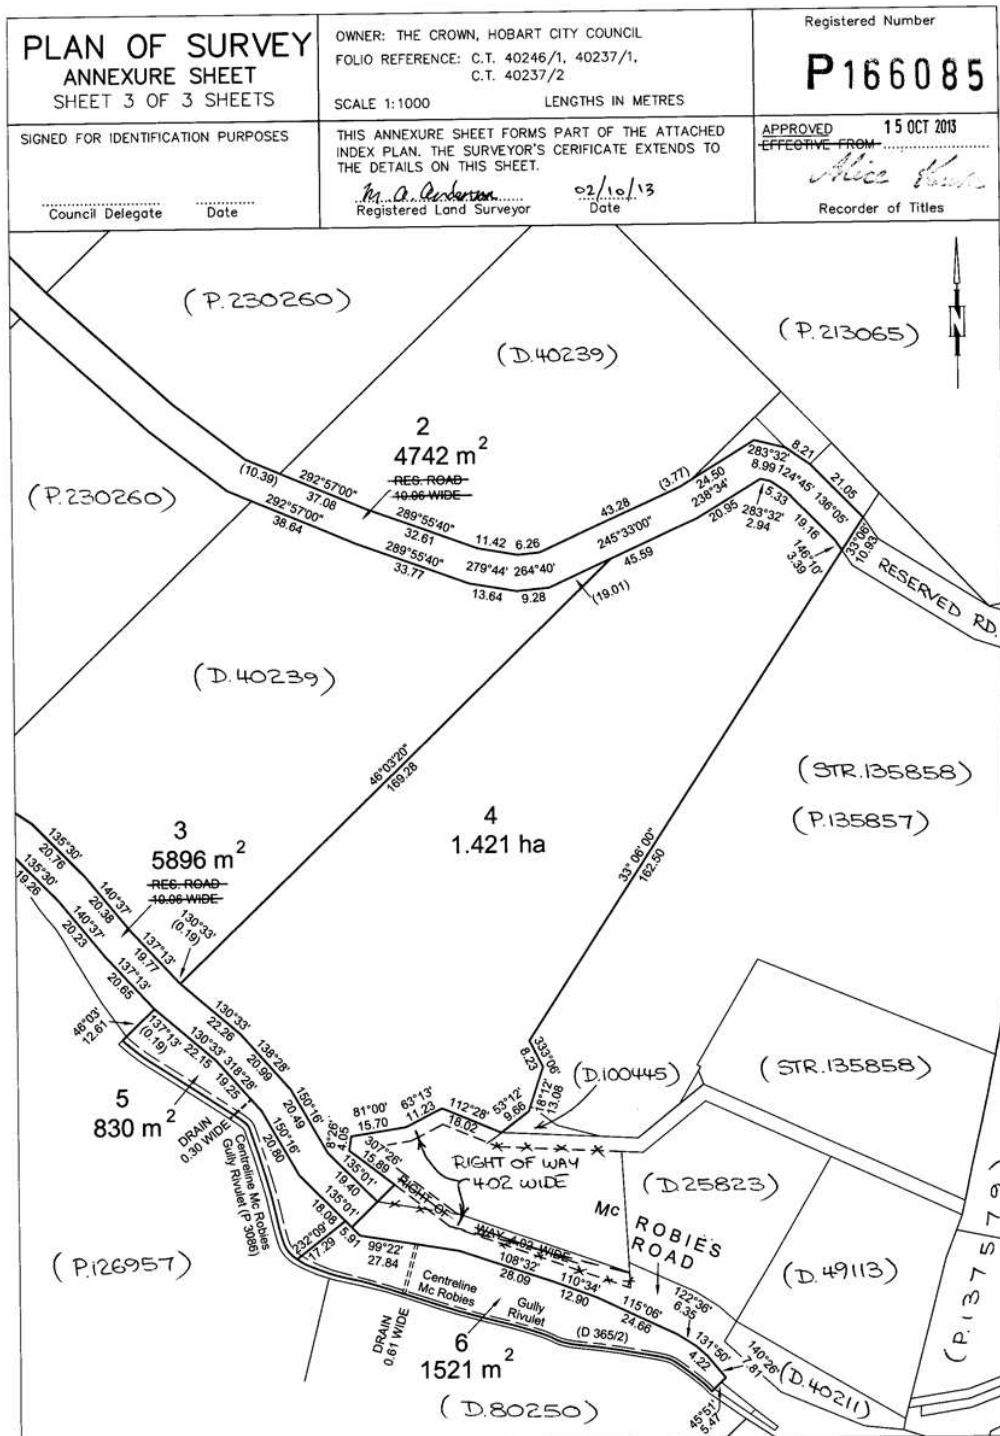 PLAN OF SURVEY
ANNEXURE SHEET
SHEET 3 OF 3 SHEETS
OWNER: THE CROWN, HOBART CITY COUNCIL
FOLIO REFERENCE: C.T. 40246/1, 40237/1,
C.T. 40237/2
SCALE 1:1000 LENGTHS IN METRES
Registered Number
P166085
SIGNED FOR IDENTIFICATION PURPOSES
Council Delegate Date
THIS ANNEXURE SHEET FORMS PART OF THE ATTACHED
INDEX PLAN. THE SURVEYOR'S CERIFICATE EXTENDS TO
THE DETAILS ON THIS SHEET.
M. A. Anderson 02/10/13
Registered Land Surveyor Date
APPROVED 15 OCT 2013
EFFECTIVE FROM
Alice
Recorder of Titles
(P.230260)
(D.40239)
(P.213065)
N
2
4742 m²
RES. ROAD
10.06 WIDE
(P.230260)
(10.39)
292°57'00"
37.08
292°57'00"
38.64
289°55'40"
32.61
289°55'40"
33.77
11.42
279°44'
13.64
6.26
264°40'
9.28
43.28
245°33'00"
45.59
(3.77)
24.50
238°34'
20.95
283°32'
8.99
8.21
124°45'
5.33
283°32'
2.94
21.05
136°05'
19.16
146°10'
3.39
33°06'
10.93
RESERVED RD.
(19.01)
(D.40239)
46°03'20"
169.28
(STR.135858)
(P.135857)
4
1.421 ha
33°06'00"
162.50
3
5896 m²
RES. ROAD
10.06 WIDE
135°30'
20.76
135°30'
19.26
140°37'
20.38
140°37'
20.23
137°13'
19.77
137°13'
20.65
130°33'
(0.19)
46°03'
12.61
137°13'
(0.19)
130°33'
22.15
318°28'
19.25
130°33'
22.26
138°28'
20.99
150°16'
20.49
150°16'
20.80
5
830 m²
DRAIN
0.30 WIDE
Centreline Mc Robies
Gully Rivulet (P 3086)
8°26'
4.05
81°00'
15.70
63°13'
11.23
112°28'
18.02
53°12'
9.66
18°12'
13.08
333°06'
8.23
(D.100445)
(STR.135858)
307°26'
15.89
135°01'
19.40
135°01'
18.08
5.91
232°09'
17.29
RIGHT OF WAY
4.02 WIDE
RIGHT OF
WAY 4.02 WIDE
(D.25823)
Mc
ROBIES
ROAD
(P.126957)
99°22'
27.84
108°32'
28.09
110°34'
12.90
115°06'
24.66
122°36'
6.35
131°50'
4.22
140°26'
7.81
45°51'
5.47
Centreline
Mc Robies
Gully
Rivulet
(D 365/2)
DRAIN
0.61 WIDE
6
1521 m²
(D.49113)
(P.137579)
(D.40211)
(D.80250)